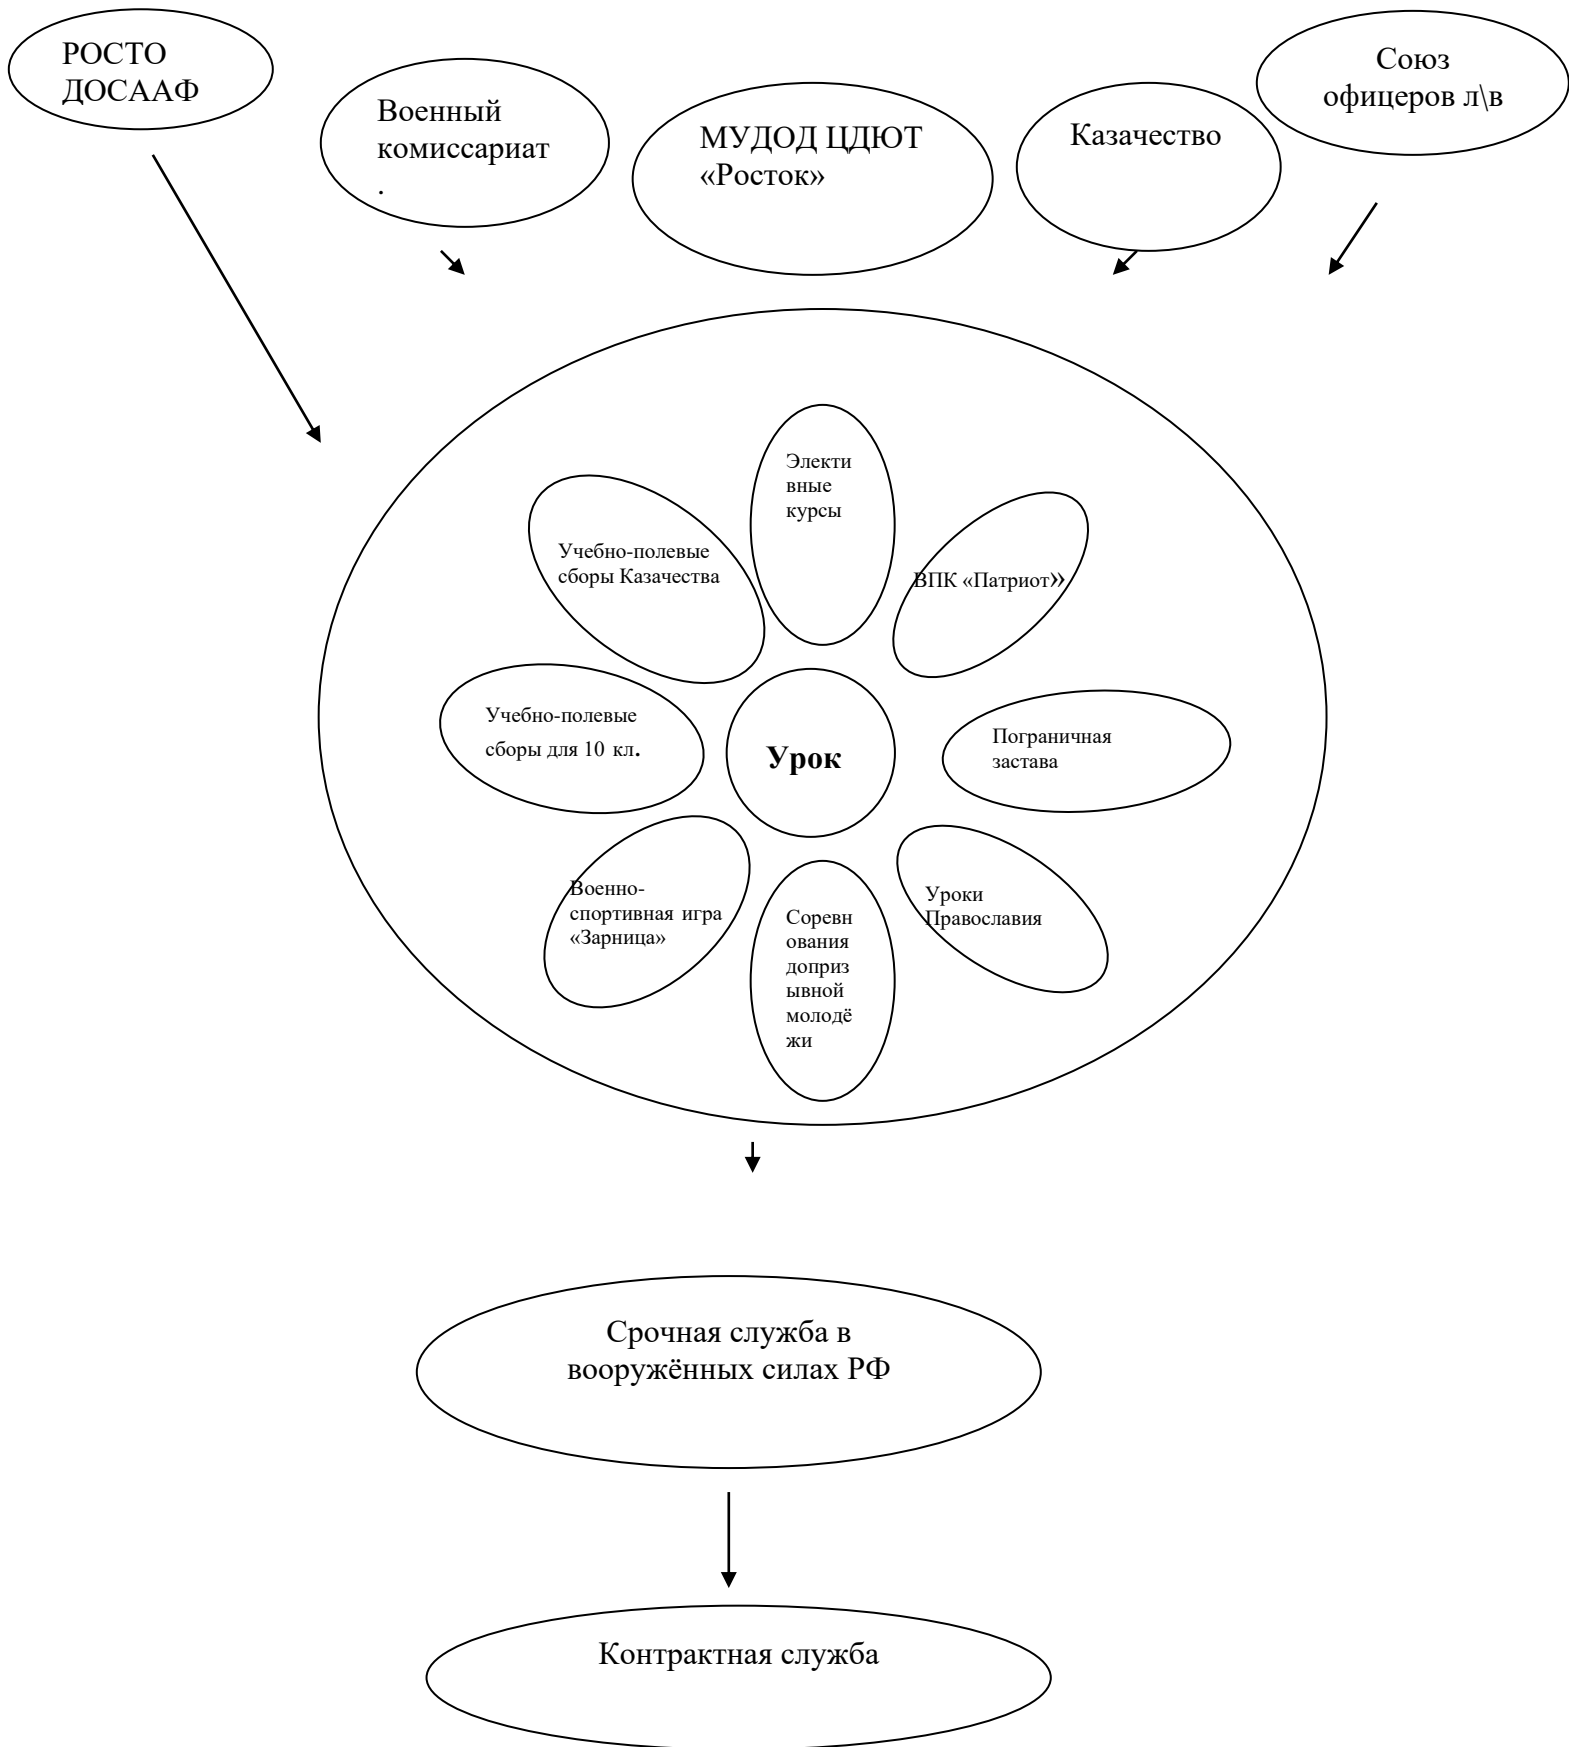 РОСТО
ДОСААФ
Военный
комиссариат
.
МУДОД ЦДЮТ
«Росток»
Казачество
Союз
офицеров л\в
Электи
вные
курсы
Учебно-полевые
сборы Казачества
ВПК «Патриот»
Учебно-полевые
сборы для 10 кл.
Урок
Пограничная
застава
Военно-
спортивная игра
«Зарница»
Соревн
ования
доприз
ывной
молодё
жи
Уроки
Православия
Срочная служба в
вооружённых силах РФ
Контрактная служба